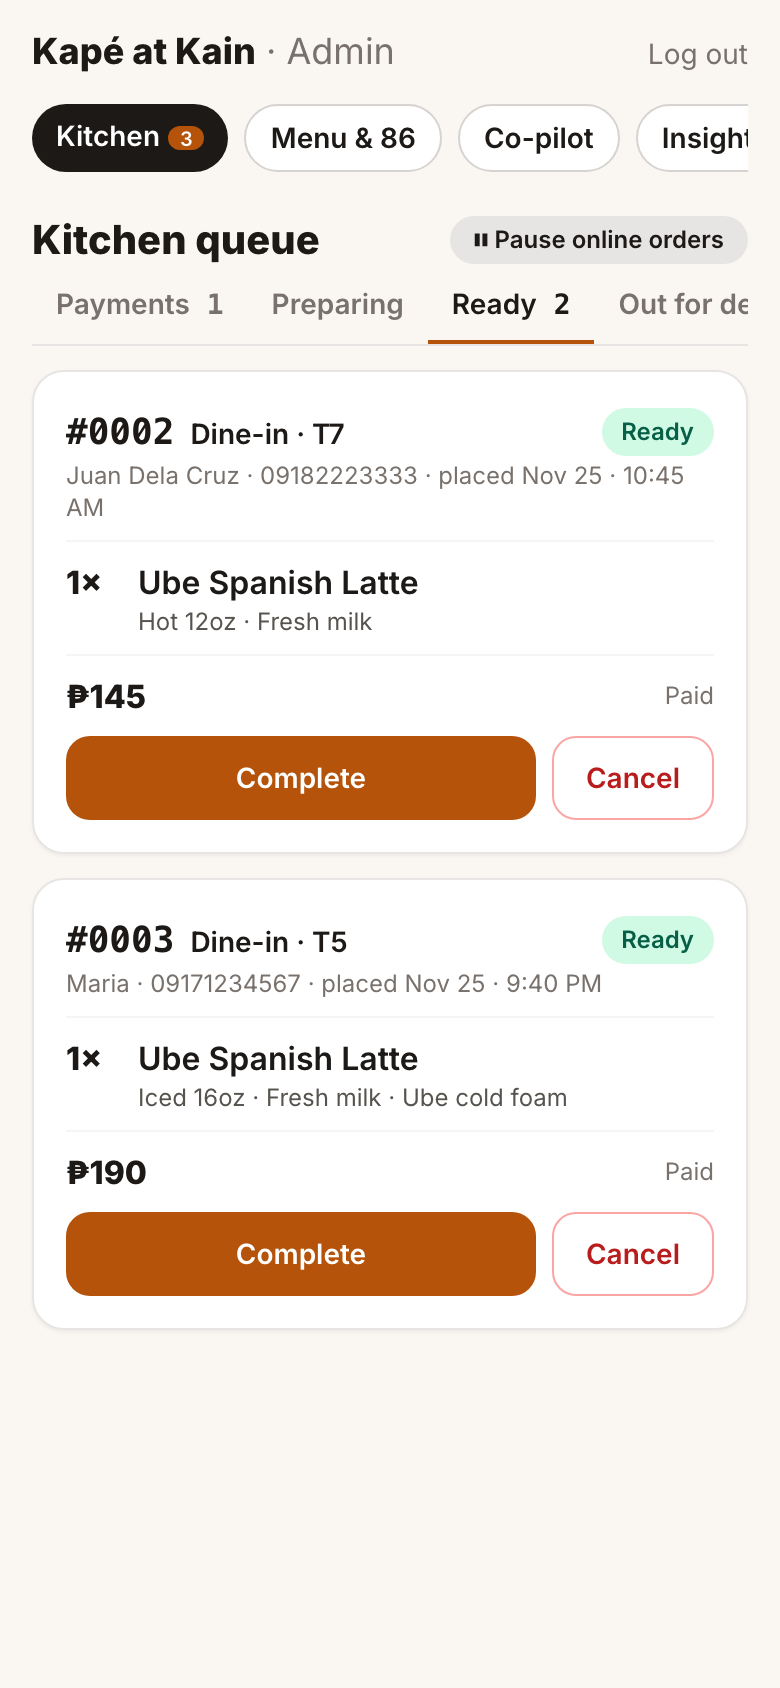 Kapé at Kain · Admin
Log out
Kitchen 3
Menu & 86
Co-pilot
Insight
Kitchen queue
Pause online orders
Payments 1
Preparing
Ready 2
Out for de
#0002 Dine-in · T7
Ready
Juan Dela Cruz · 09182223333 · placed Nov 25 · 10:45
AM
1× Ube Spanish Latte
Hot 12oz · Fresh milk
₱145
Paid
Complete
Cancel
#0003 Dine-in · T5
Ready
Maria · 09171234567 · placed Nov 25 · 9:40 PM
1× Ube Spanish Latte
Iced 16oz · Fresh milk · Ube cold foam
₱190
Paid
Complete
Cancel